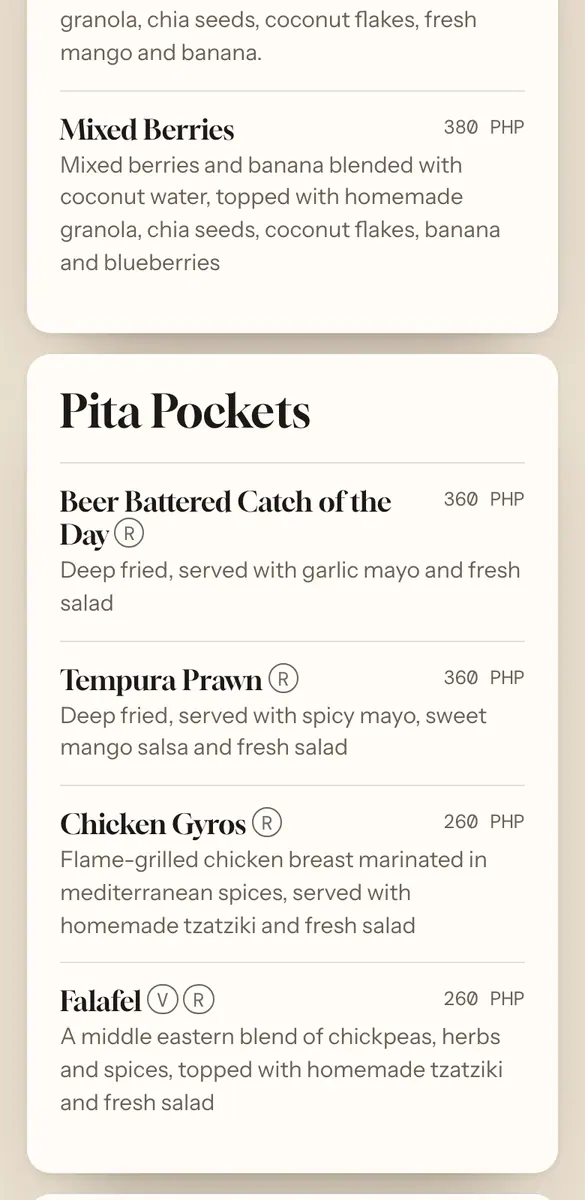 granola, chia seeds, coconut flakes, fresh
mango and banana.
Mixed Berries 380 PHP
Mixed berries and banana blended with
coconut water, topped with homemade
granola, chia seeds, coconut flakes, banana
and blueberries
Pita Pockets
Beer Battered Catch of the 360 PHP
Day R
Deep fried, served with garlic mayo and fresh
salad
Tempura Prawn R 360 PHP
Deep fried, served with spicy mayo, sweet
mango salsa and fresh salad
Chicken Gyros R 260 PHP
Flame-grilled chicken breast marinated in
mediterranean spices, served with
homemade tzatziki and fresh salad
Falafel V R 260 PHP
A middle eastern blend of chickpeas, herbs
and spices, topped with homemade tzatziki
and fresh salad